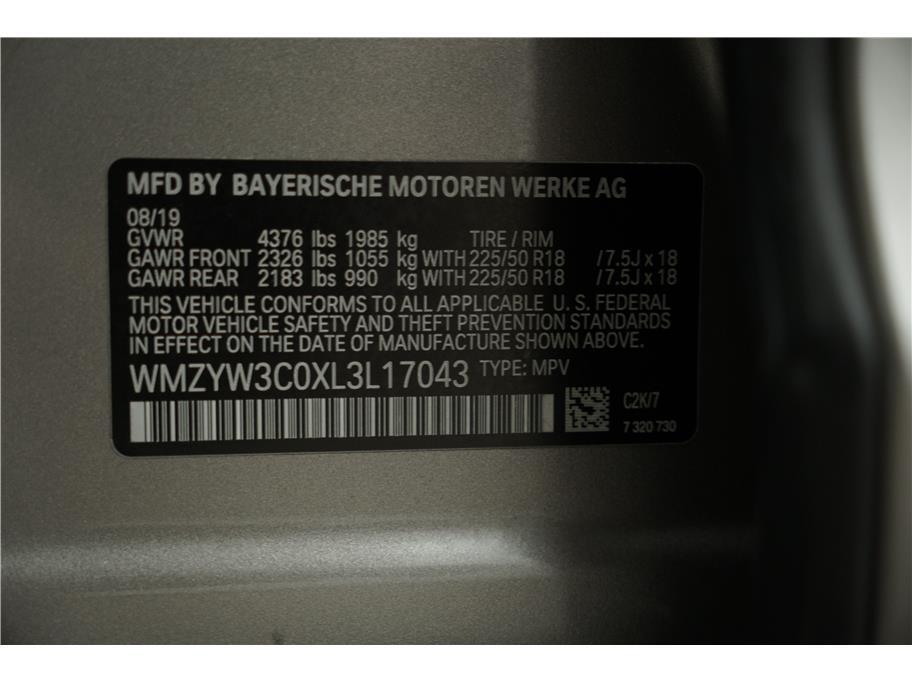 MFD BY BAYERISCHE MOTOREN WERKE AG
08/19
GVWR 4376 lbs 1985 kg TIRE / RIM
GAWR FRONT 2326 lbs 1055 kg WITH 225/50 R18 /7.5J x 18
GAWR REAR 2183 lbs 990 kg WITH 225/50 R18 /7.5J x 18
THIS VEHICLE CONFORMS TO ALL APPLICABLE U.S. FEDERAL
MOTOR VEHICLE SAFETY AND THEFT PREVENTION STANDARDS
IN EFFECT ON THE DATE OF MANUFACTURE SHOWN ABOVE.
WMZYW3C0XL3L17043 TYPE: MPV
C2K/7
7 320 730